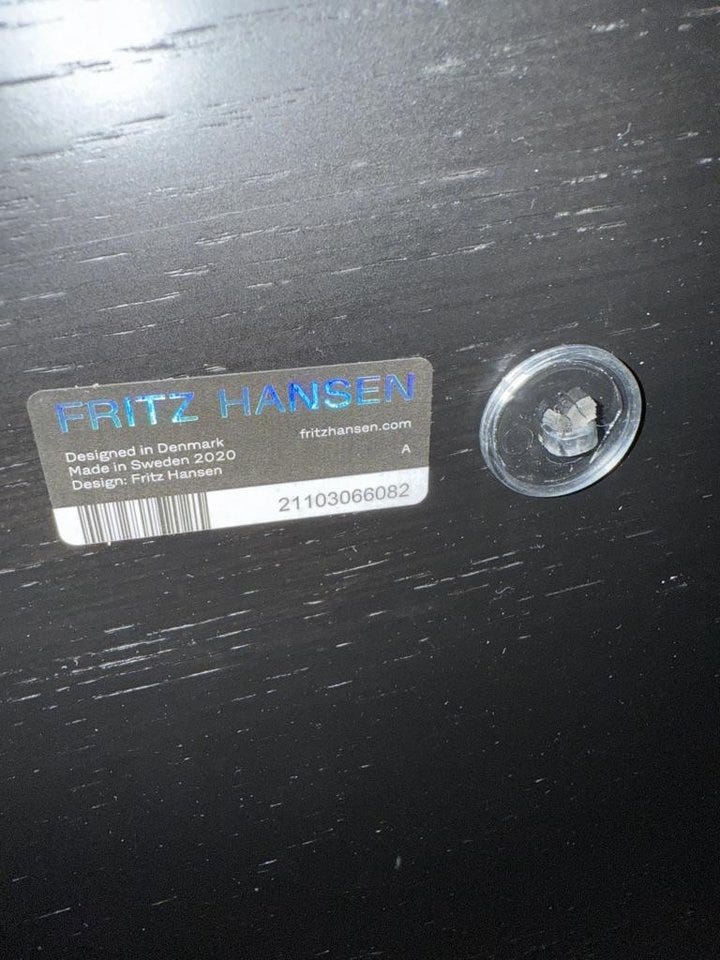 FRITZ HANSEN
fritzhansen.com
Designed in Denmark
Made in Sweden 2020
Design: Fritz Hansen
A
21103066082